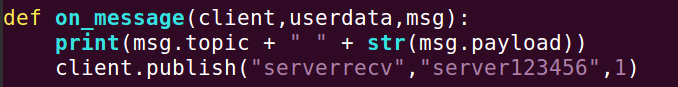 def on_message(client,userdata,msg):
    print(msg.topic + " " + str(msg.payload))
    client.publish("serverrecv","server123456",1)